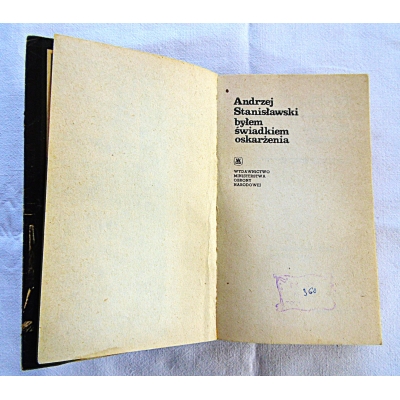 Andrzej
Stanisławski
byłem
świadkiem
oskarżenia
WYDAWNICTWO
MINISTERSTWA
OBRONY
NARODOWEJ
360